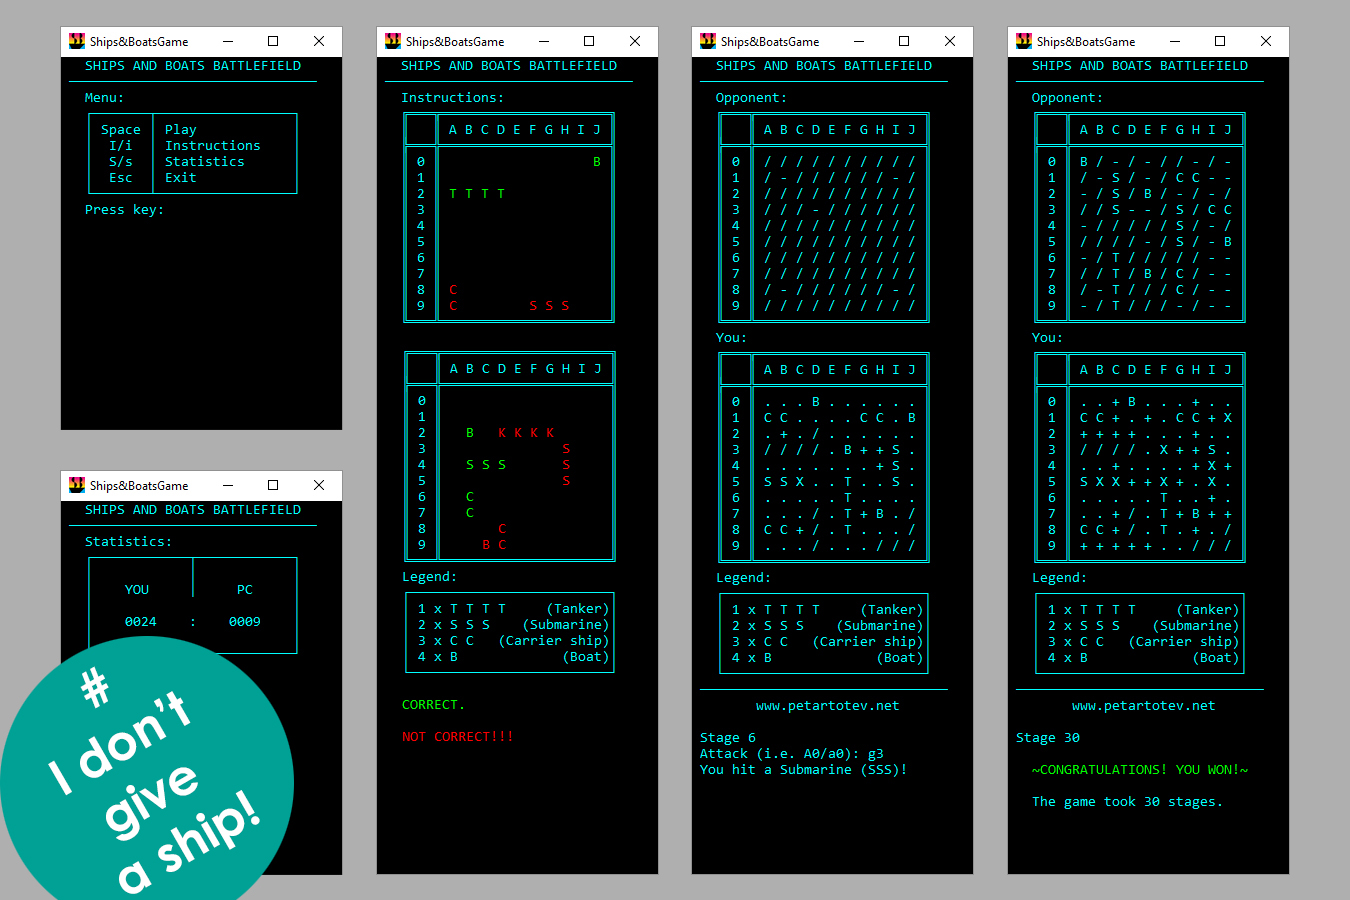 Ships&BoatsGame
SHIPS AND BOATS BATTLEFIELD
Menu:
Space Play
I/i Instructions
S/s Statistics
Esc Exit
Press key:
Ships&BoatsGame
SHIPS AND BOATS BATTLEFIELD
Statistics:
YOU PC
0024 : 0009
#
I don't
give
a ship!
Ships&BoatsGame
SHIPS AND BOATS BATTLEFIELD
Instructions:
A B C D E F G H I J
0 B
1
2 T T T T
3
4
5
6
7
8 C
9 C S S S
A B C D E F G H I J
0
1
2 B K K K K
3 S
4 S S S S
5 S
6 C
7 C
8 C
9 B C
Legend:
1 x T T T T (Tanker)
2 x S S S (Submarine)
3 x C C (Carrier ship)
4 x B (Boat)
CORRECT.
NOT CORRECT!!!
Ships&BoatsGame
SHIPS AND BOATS BATTLEFIELD
Opponent:
A B C D E F G H I J
0 / / / / / / / / / /
1 / - / / / / / / - /
2 / / / / / / / / / /
3 / / / - / / / / / /
4 / / / / / / / / / /
5 / / / / / / / / / /
6 / / / / / / / / / /
7 / / / / / / / / / /
8 / - / / / / / / - /
9 / / / / / / / / / /
You:
A B C D E F G H I J
0 . . . B . . . . . .
1 C C . . . . C C . B
2 . + . / . . . . . .
3 / / / / . B + + S .
4 . . . . . . . + S .
5 S S X . . T . . S .
6 . . . . . T . . . .
7 . . . / . T + B . /
8 C C + / . T . . . /
9 . . . / . . . / / /
Legend:
1 x T T T T (Tanker)
2 x S S S (Submarine)
3 x C C (Carrier ship)
4 x B (Boat)
www.petartotev.net
Stage 6
Attack (i.e. A0/a0): g3
You hit a Submarine (SSS)!
Ships&BoatsGame
SHIPS AND BOATS BATTLEFIELD
Opponent:
A B C D E F G H I J
0 B / - / - / / - / -
1 / - S / - / C C - -
2 - / S / B / - / - /
3 / / S - - / S / C C
4 - / / / / / S / - /
5 / / / / - / S / - B
6 - / T / / / / / - -
7 / / T / B / C / - -
8 / - T / / / C / - -
9 - / T / / / - / - -
You:
A B C D E F G H I J
0 . . + B . . . + . .
1 C C + . + . C C + X
2 + + + + . . . + . .
3 / / / / . X + + S .
4 . . + . . . . + X +
5 S X X + + X + . X .
6 . . . . . T . . + .
7 . . + / . T + B + +
8 C C + / . T . + . /
9 + + + + + . . / / /
Legend:
1 x T T T T (Tanker)
2 x S S S (Submarine)
3 x C C (Carrier ship)
4 x B (Boat)
www.petartotev.net
Stage 30
~CONGRATULATIONS! YOU WON!~
The game took 30 stages.